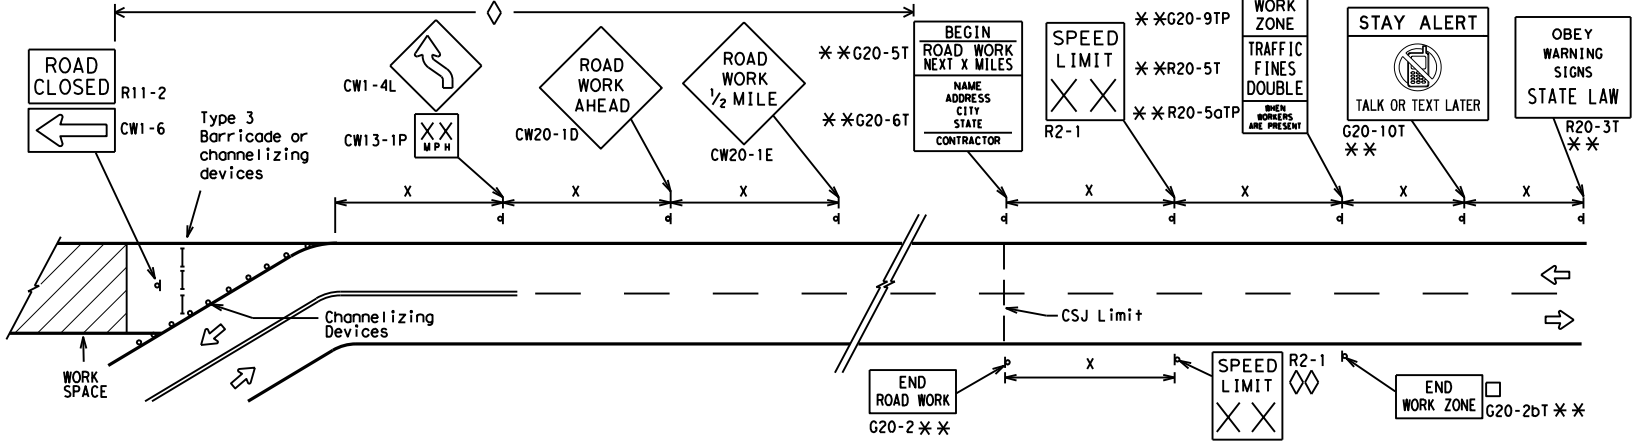 ROAD
CLOSED
R11-2
CW1-6
Type 3
Barricade or
channelizing
devices
CW1-4L
XX
MPH
CW13-1P
ROAD
WORK
AHEAD
CW20-1D
ROAD
WORK
1/2 MILE
CW20-1E
**G20-5T
**G20-6T
BEGIN
ROAD WORK
NEXT X MILES
NAME
ADDRESS
CITY
STATE
CONTRACTOR
SPEED
LIMIT
XX
R2-1
**G20-9TP
**R20-5T
**R20-5aTP
WORK
ZONE
TRAFFIC
FINES
DOUBLE
WHEN
WORKERS
ARE PRESENT
STAY ALERT
TALK OR TEXT LATER
G20-10T
**
OBEY
WARNING
SIGNS
STATE LAW
R20-3T
**
X
X
X
X
X
X
X
Channelizing
Devices
CSJ Limit
WORK
SPACE
X
END
ROAD WORK
G20-2 **
SPEED
LIMIT
XX
R2-1
END
WORK ZONE
G20-2bT **